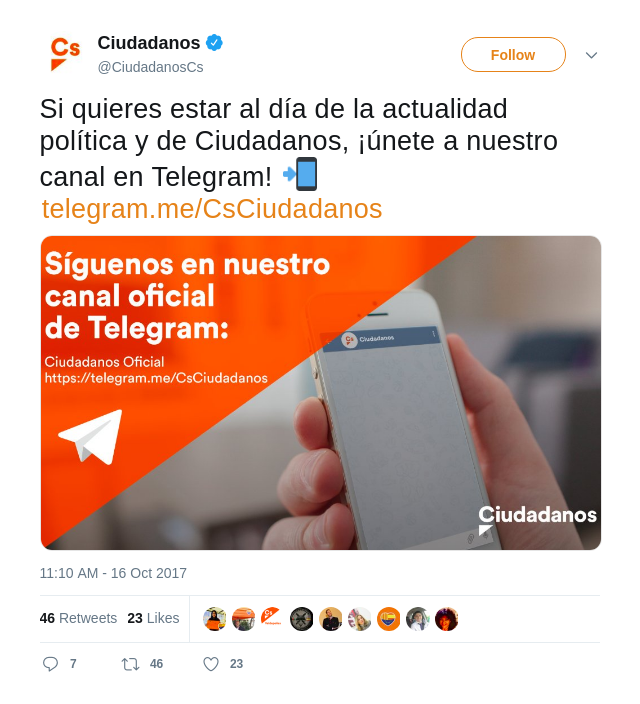 Cs
Ciudadanos
@CiudadanosCs
Follow
Si quieres estar al día de la actualidad
política y de Ciudadanos, ¡únete a nuestro
canal en Telegram!
telegram.me/CsCiudadanos
Síguenos en nuestro
canal oficial
de Telegram:
Ciudadanos Oficial
https://telegram.me/CsCiudadanos
Cs Ciudadanos
Ciudadanos
11:10 AM - 16 Oct 2017
46 Retweets 23 Likes
7 46 23